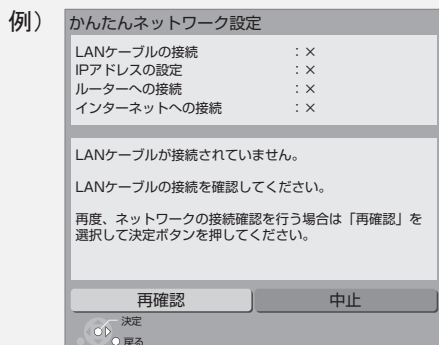 例）
かんたんネットワーク設定
LANケーブルの接続　：×
IPアドレスの設定　：×
ルーターへの接続　：×
インターネットへの接続　：×
LANケーブルが接続されていません。
LANケーブルの接続を確認してください。
再度、ネットワークの接続確認を行う場合は「再確認」を
選択して決定ボタンを押してください。
再確認　中止
決定
戻る